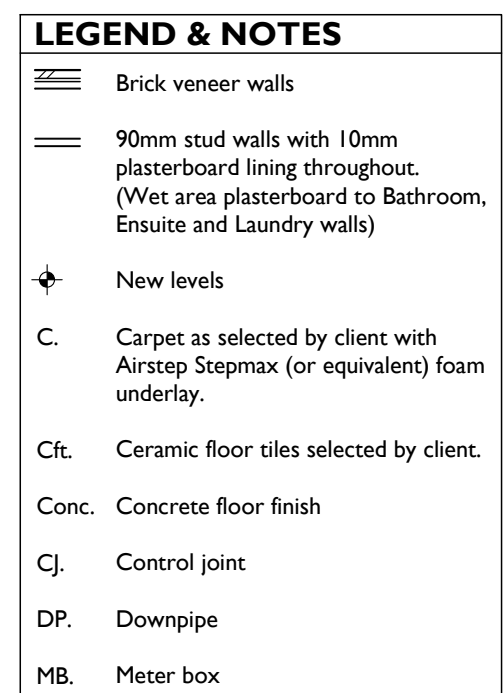 LEGEND & NOTES
Brick veneer walls
90mm stud walls with 10mm
plasterboard lining throughout.
(Wet area plasterboard to Bathroom,
Ensuite and Laundry walls)
New levels
C. Carpet as selected by client with
Airstep Stepmax (or equivalent) foam
underlay.
Cft. Ceramic floor tiles selected by client.
Conc. Concrete floor finish
CJ. Control joint
DP. Downpipe
MB. Meter box